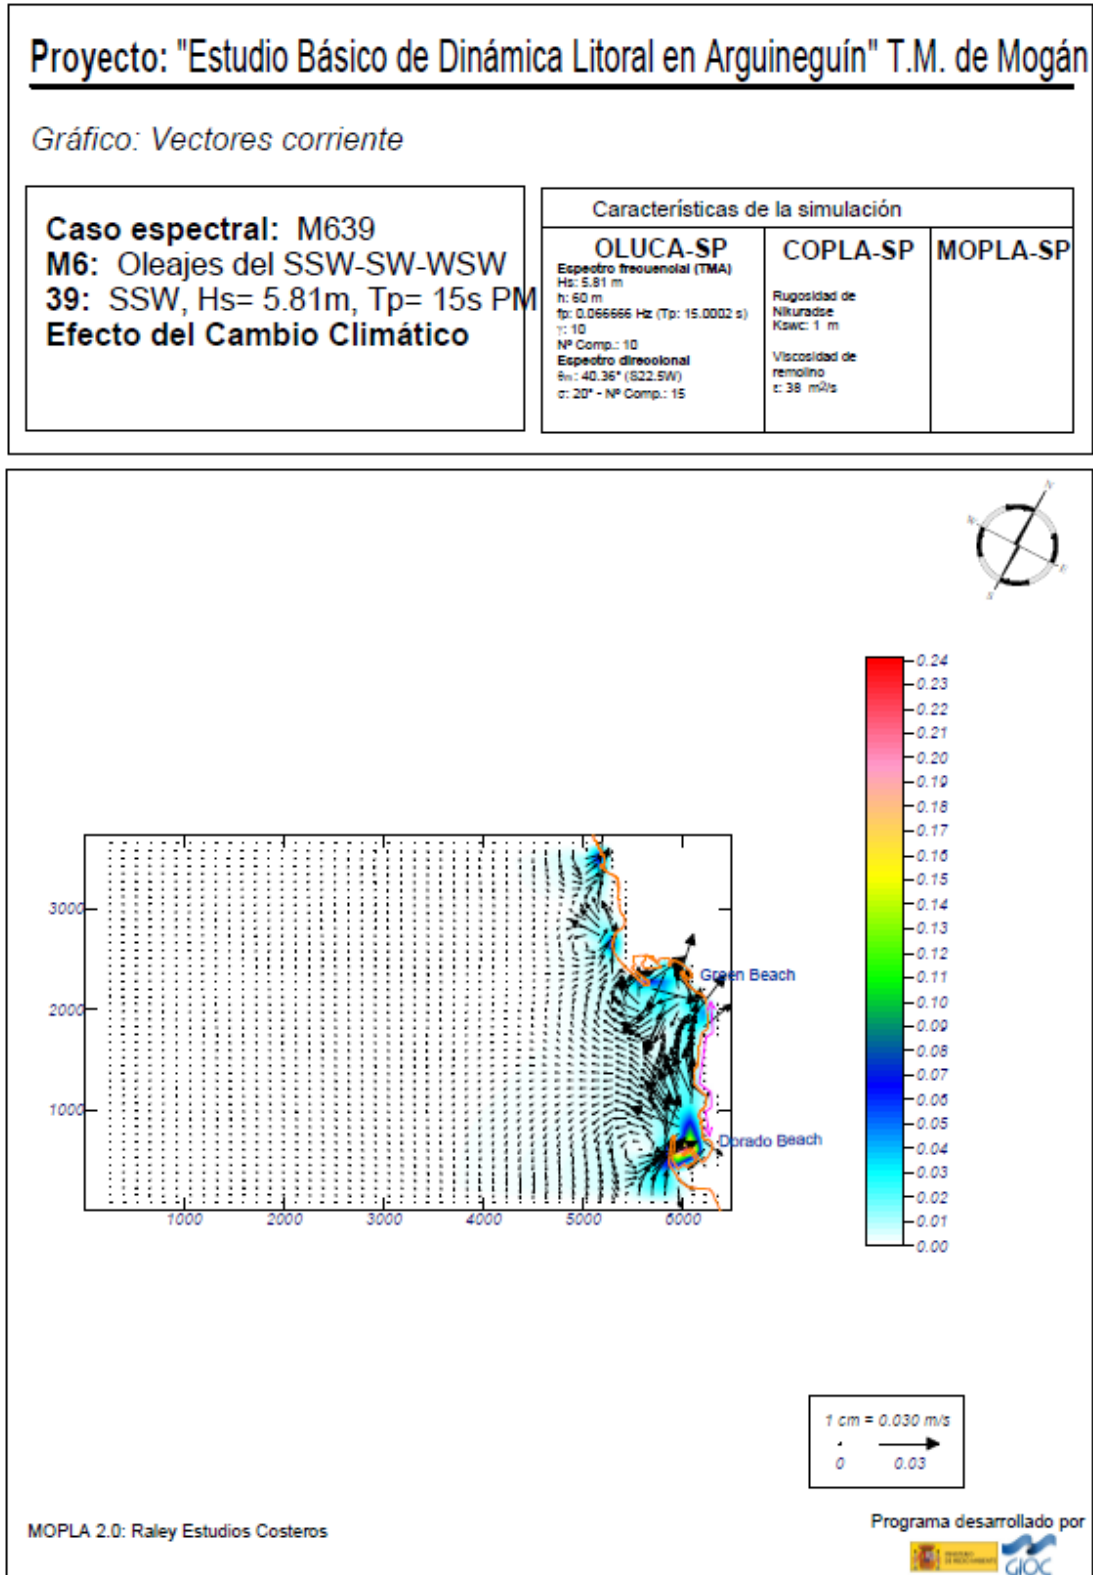 Proyecto: "Estudio Básico de Dinámica Litoral en Arguineguín" T.M. de Mogán
Gráfico: Vectores corriente
Caso espectral: M639
M6: Oleajes del SSW-SW-WSW
39: SSW, Hs= 5.81m, Tp= 15s PM
Efecto del Cambio Climático
Características de la simulación
OLUCA-SP
Espectro frecuencial (TMA)
Hs: 5.81 m
h: 60 m
fp: 0.066666 Hz (Tp: 15.0002 s)
γ: 10
Nº Comp.: 10
Espectro direccional
θm: 40.36° (S22.5W)
σ: 20° - Nº Comp.: 15
COPLA-SP
Rugosidad de
Nikuradse
Kswc: 1 m
Viscosidad de
remolino
ε: 38 m2/s
MOPLA-SP
N
W
E
S
0.24
0.23
0.22
0.21
0.20
0.19
0.18
0.17
0.16
0.15
0.14
0.13
0.12
0.11
0.10
0.09
0.08
0.07
0.06
0.05
0.04
0.03
0.02
0.01
0.00
3000
2000
1000
Green Beach
Dorado Beach
1000 2000 3000 4000 5000 6000
1 cm = 0.030 m/s
0 0.03
MOPLA 2.0: Raley Estudios Costeros
Programa desarrollado por
GIOC